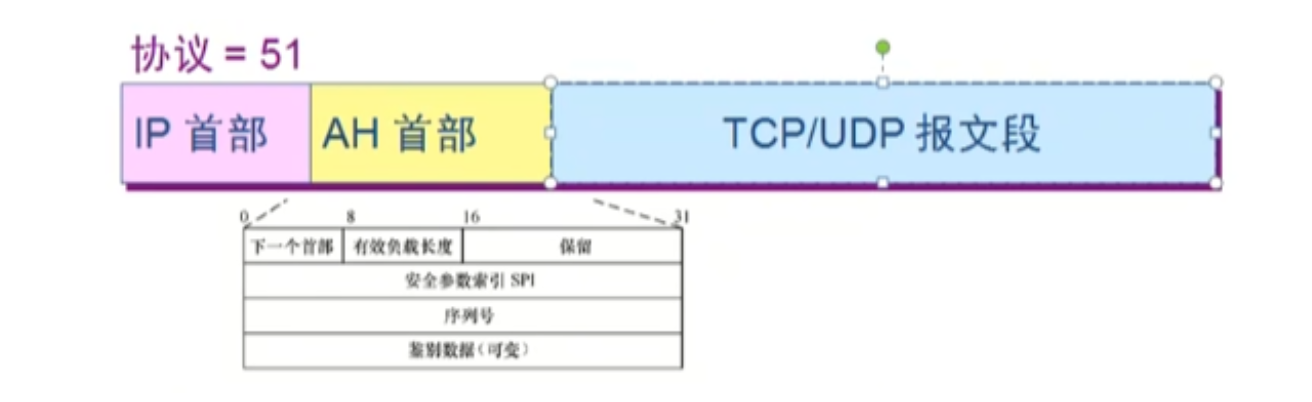 协议 = 51
IP 首部 AH 首部 TCP/UDP 报文段
0 8 16 31
下一个首部 有效负载长度 保留
安全参数索引 SPI
序列号
鉴别数据（可变）